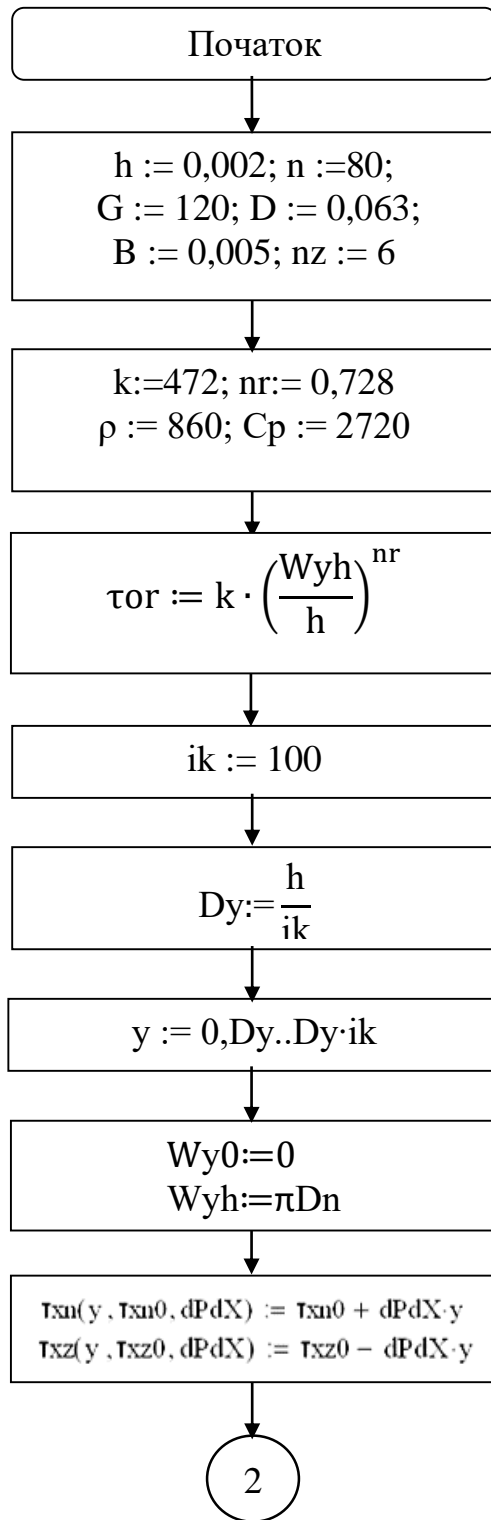 Початок
h := 0,002; n :=80;
G := 120; D := 0,063;
B := 0,005; nz := 6
k:=472; nr:= 0,728
ρ := 860; Cp := 2720
τor ≔ k · (Wyh/h)^nr
ik := 100
Dy:= h/ik
y := 0,Dy..Dy·ik
Wy0≔0
Wyh≔πDn
τxn(y , τxn0 , dPdX) := τxn0 + dPdX·y
τxz(y , τxz0 , dPdX) := τxz0 − dPdX·y
2